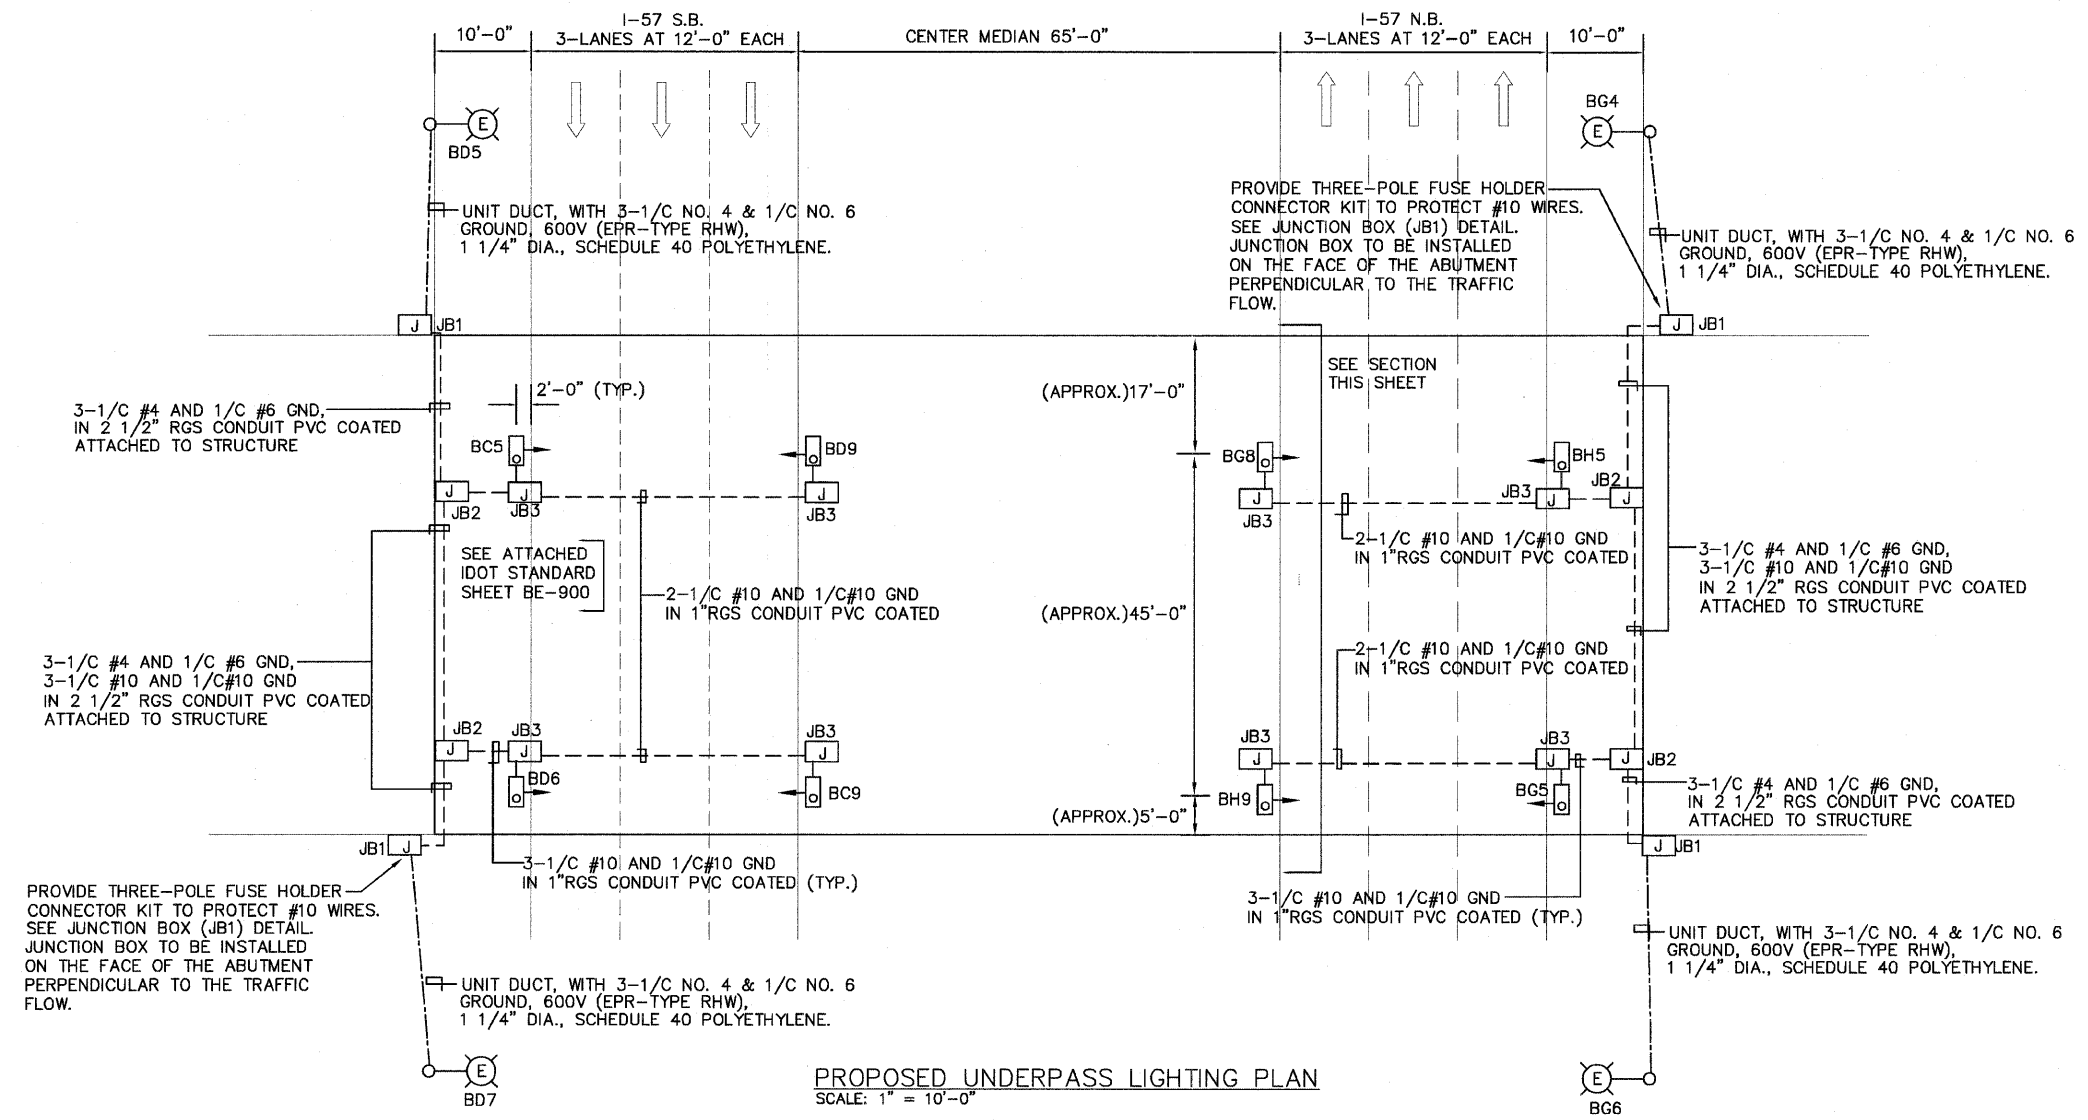 I-57 S.B.
10'-0"
3-LANES AT 12'-0" EACH
CENTER MEDIAN 65'-0"
I-57 N.B.
3-LANES AT 12'-0" EACH
10'-0"
E
BD5
BG4
E
UNIT DUCT, WITH 3-1/C NO. 4 & 1/C NO. 6
GROUND, 600V (EPR-TYPE RHW),
1 1/4" DIA., SCHEDULE 40 POLYETHYLENE.
PROVIDE THREE-POLE FUSE HOLDER
CONNECTOR KIT TO PROTECT #10 WIRES.
SEE JUNCTION BOX (JB1) DETAIL.
JUNCTION BOX TO BE INSTALLED
ON THE FACE OF THE ABUTMENT
PERPENDICULAR TO THE TRAFFIC
FLOW.
UNIT DUCT, WITH 3-1/C NO. 4 & 1/C NO. 6
GROUND, 600V (EPR-TYPE RHW),
1 1/4" DIA., SCHEDULE 40 POLYETHYLENE.
J
JB1
J
JB1
SEE SECTION
THIS SHEET
2'-0" (TYP.)
(APPROX.)17'-0"
3-1/C #4 AND 1/C #6 GND,
IN 2 1/2" RGS CONDUIT PVC COATED
ATTACHED TO STRUCTURE
BC5
BD9
BG8
BH5
J
JB2
J
JB3
J
JB3
J
JB3
JB3
J
JB2
J
SEE ATTACHED
IDOT STANDARD
SHEET BE-900
2-1/C #10 AND 1/C#10 GND
IN 1"RGS CONDUIT PVC COATED
2-1/C #10 AND 1/C#10 GND
IN 1"RGS CONDUIT PVC COATED
3-1/C #4 AND 1/C #6 GND,
3-1/C #10 AND 1/C#10 GND
IN 2 1/2" RGS CONDUIT PVC COATED
ATTACHED TO STRUCTURE
(APPROX.)45'-0"
3-1/C #4 AND 1/C #6 GND,
3-1/C #10 AND 1/C#10 GND
IN 2 1/2" RGS CONDUIT PVC COATED
ATTACHED TO STRUCTURE
2-1/C #10 AND 1/C#10 GND
IN 1"RGS CONDUIT PVC COATED
JB2
J
JB3
J
JB3
J
JB3
J
JB3
J
J
JB2
BD6
BC9
BH9
BG5
(APPROX.)5'-0"
3-1/C #4 AND 1/C #6 GND,
IN 2 1/2" RGS CONDUIT PVC COATED
ATTACHED TO STRUCTURE
JB1
J
J
JB1
3-1/C #10 AND 1/C#10 GND
IN 1"RGS CONDUIT PVC COATED (TYP.)
3-1/C #10 AND 1/C#10 GND
IN 1"RGS CONDUIT PVC COATED (TYP.)
PROVIDE THREE-POLE FUSE HOLDER
CONNECTOR KIT TO PROTECT #10 WIRES.
SEE JUNCTION BOX (JB1) DETAIL.
JUNCTION BOX TO BE INSTALLED
ON THE FACE OF THE ABUTMENT
PERPENDICULAR TO THE TRAFFIC
FLOW.
UNIT DUCT, WITH 3-1/C NO. 4 & 1/C NO. 6
GROUND, 600V (EPR-TYPE RHW),
1 1/4" DIA., SCHEDULE 40 POLYETHYLENE.
UNIT DUCT, WITH 3-1/C NO. 4 & 1/C NO. 6
GROUND, 600V (EPR-TYPE RHW),
1 1/4" DIA., SCHEDULE 40 POLYETHYLENE.
E
BD7
E
BG6
PROPOSED UNDERPASS LIGHTING PLAN
SCALE: 1" = 10'-0"